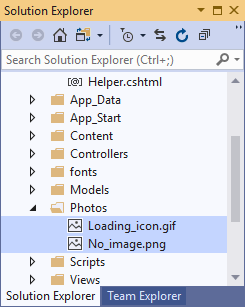 Solution Explorer
Search Solution Explorer (Ctrl+;)
Helper.cshtml
App_Data
App_Start
Content
Controllers
fonts
Models
Photos
Loading_icon.gif
No_image.png
Scripts
Views
Solution Explorer Team Explorer